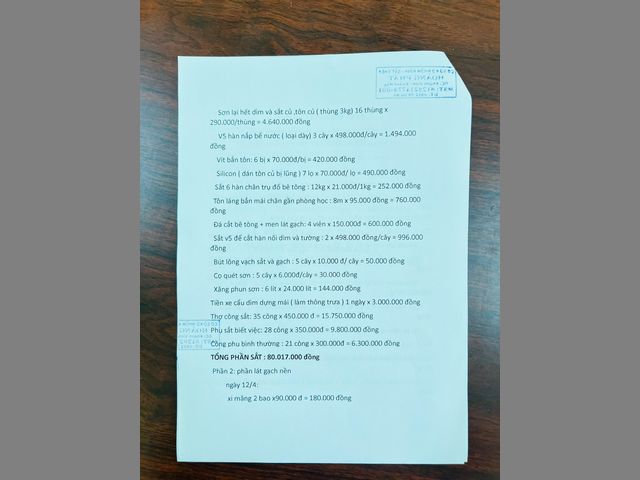 Sơn lại hết dim và sắt củ ,tôn củ ( thùng 3kg) 16 thùng x
290.000/thùng = 4.640.000 đồng
V5 hàn nắp bể nước ( loại dày) 3 cây x 498.000đ/cây = 1.494.000
đồng
Vít bắn tôn: 6 bị x 70.000đ/bị = 420.000 đồng
Silicon ( dán tôn củ bị lũng ) 7 lọ x 70.000đ/ lọ = 490.000 đồng
Sắt 6 hàn chân trụ đổ bê tông : 12kg x 21.000đ/1kg = 252.000 đồng
Tôn láng bắn mái chân gần phòng học : 8m x 95.000 đồng = 760.000
đồng
Đá cắt bê tông + men lát gạch: 4 viên x 150.000đ = 600.000 đồng
Sắt v5 để cắt hàn nối dim và tường : 2 x 498.000 đồng/cây = 996.000
đồng
Bút lông vạch sắt và gạch : 5 cây x 10.000 đ/ cây = 50.000 đồng
Cọ quét sơn : 5 cây x 6.000đ/cây = 30.000 đồng
Xăng phun sơn : 6 lít x 24.000 lít = 144.000 đồng
Tiền xe cẩu dim dựng mái ( làm thông trưa ) 1 ngày x 3.000.000 đồng
Thợ công sắt: 35 công x 450.000 đ = 15.750.000 đồng
Phụ sắt biết việc: 28 công x 350.000đ = 9.800.000 đồng
Công phu bình thường : 21 công x 300.000đ = 6.300.000 đồng
TỔNG PHẦN SẮT : 80.017.000 đồng
Phần 2: phần lát gạch nền
ngày 12/4:
xi măng 2 bao x90.000 đ = 180.000 đồng